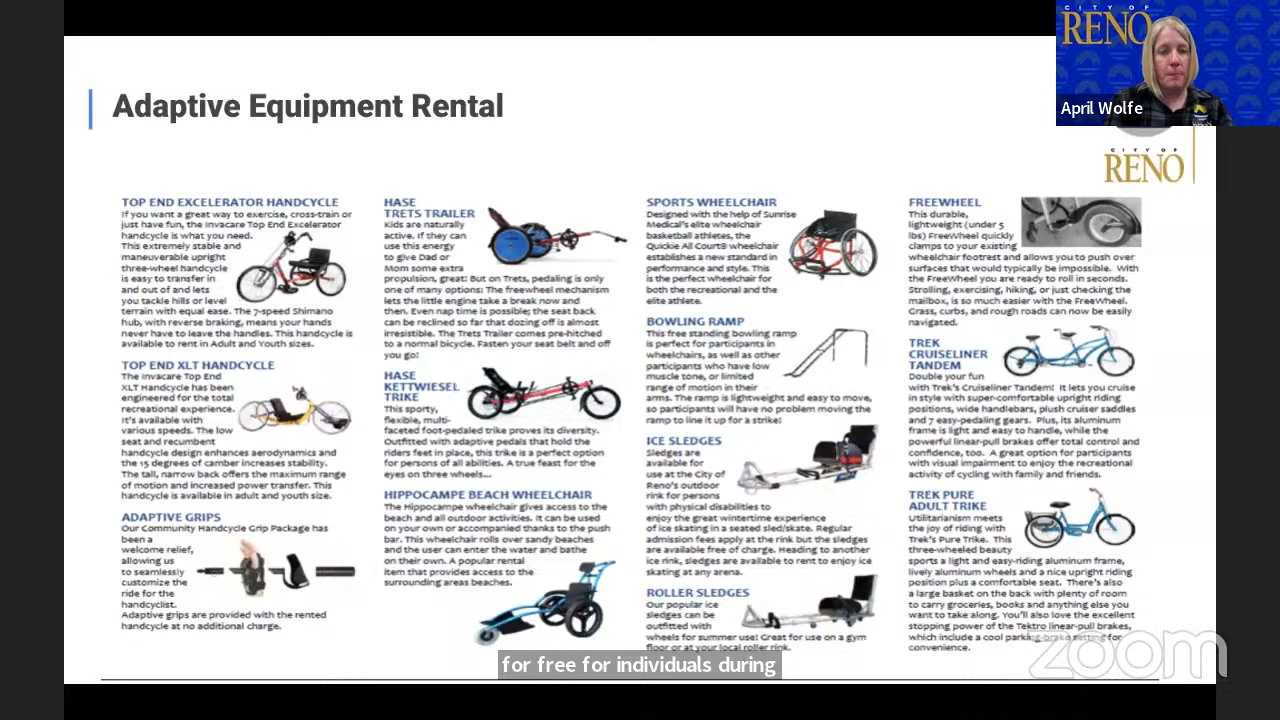 CITY OF
RENO
April Wolfe
Adaptive Equipment Rental
CITY OF
RENO
TOP END EXCELERATOR HANDCYCLE
If you want a great way to exercise, cross-train or
just have fun, the Invacare Top End Excelerator
handcycle is what you need.
This extremely stable and
maneuverable upright
three-wheel handcycle
is easy to transfer in
and out of and lets
you tackle hills or level
terrain with equal ease. The 7-speed Shimano
hub, with reverse braking, means your hands
never have to leave the handles. This handcycle is
available to rent in Adult and Youth sizes.
TOP END XLT HANDCYCLE
The Invacare Top End
XLT Handcycle has been
engineered for the total
recreational experience.
It's available with
various speeds. The low
seat and recumbent
handcycle design enhances aerodynamics and
the 15 degrees of camber increases stability.
The tall, narrow back offers the maximum range
of motion and increased power transfer. This
handcycle is available in adult and youth size.
ADAPTIVE GRIPS
Our Community Handcycle Grip Package has
been a
welcome relief,
allowing us
to seamlessly
customize the
ride for the
handcyclist.
Adaptive grips are provided with the rented
handcycle at no additional charge.
HASE
TRETS TRAILER
Kids are naturally
active. If they can
use this energy
to give Dad or
Mom some extra
propulsion, great! But on Trets, pedaling is only
one of many options: The freewheel mechanism
lets the little engine take a break now and
then. Even nap time is possible; the seat back
can be reclined so far that dozing off is almost
irresistible. The Trets Trailer comes pre-hitched
to a normal bicycle. Fasten your seat belt and off
you go!
HASE
KETTWIESEL
TRIKE
This sporty,
flexible, multi-
faceted foot-pedaled trike proves its diversity.
Outfitted with adaptive pedals that hold the
riders feet in place, this trike is a perfect option
for persons of all abilities. A true feast for the
eyes on three wheels...
HIPPOCAMPE BEACH WHEELCHAIR
The Hippocampe wheelchair gives access to the
beach and all outdoor activities. It can be used
on your own or accompanied thanks to the push
bar. This wheelchair rolls over sandy beaches
and the user can enter the water and bathe
on their own. A popular rental
item that provides access to the
surrounding areas beaches.
SPORTS WHEELCHAIR
Designed with the help of Sunrise
Medical's elite wheelchair
basketball athletes, the
Quickie All Court® wheelchair
establishes a new standard in
performance and style. This
is the perfect wheelchair for
both the recreational and the
elite athlete.
BOWLING RAMP
This free standing bowling ramp
is perfect for participants in
wheelchairs, as well as other
participants who have low
muscle tone, or limited
range of motion in their
arms. The ramp is lightweight and easy to move,
so participants will have no problem moving the
ramp to line it up for a strike!
ICE SLEDGES
Sledges are
available for
use at the City of
Reno's outdoor
rink for persons
with physical disabilities to
enjoy the great wintertime experience
of ice skating in a seated sled/skate. Regular
admission fees apply at the rink but the sledges
are available free of charge. Heading to another
ice rink, sledges are available to rent to enjoy ice
skating at any arena.
ROLLER SLEDGES
Our popular ice
sledges can be
outfitted with
wheels for summer use! Great for use on a gym
floor or at your local roller rink.
FREEWHEEL
This durable,
lightweight (under 5
lbs) FreeWheel quickly
clamps to your existing
wheelchair footrest and allows you to push over
surfaces that would typically be impossible. With
the FreeWheel you are ready to roll in seconds.
Strolling, exercising, hiking, or just checking the
mailbox, is so much easier with the FreeWheel.
Grass, curbs, and rough roads can now be easily
navigated.
TREK
CRUISELINER
TANDEM
Double your fun
with Trek's Cruiseliner Tandem! It lets you cruise
in style with super-comfortable upright riding
positions, wide handlebars, plush cruiser saddles
and 7 easy-pedaling gears. Plus, its aluminum
frame is light and easy to handle, while the
powerful linear-pull brakes offer total control and
confidence, too. A great option for participants
with visual impairment to enjoy the recreational
activity of cycling with family and friends.
TREK PURE
ADULT TRIKE
Utilitarianism meets
the joy of riding with
Trek's Pure Trike. This
three-wheeled beauty
sports a light and easy-riding aluminum frame,
lively aluminum wheels and a nice upright riding
position plus a comfortable seat. There's also
a large basket on the back with plenty of room
to carry groceries, books and anything else you
want to take along. You'll also love the excellent
stopping power of the Tektro linear-pull brakes,
which include a cool parking-brake setting for
convenience.
for free for individuals during
zoom